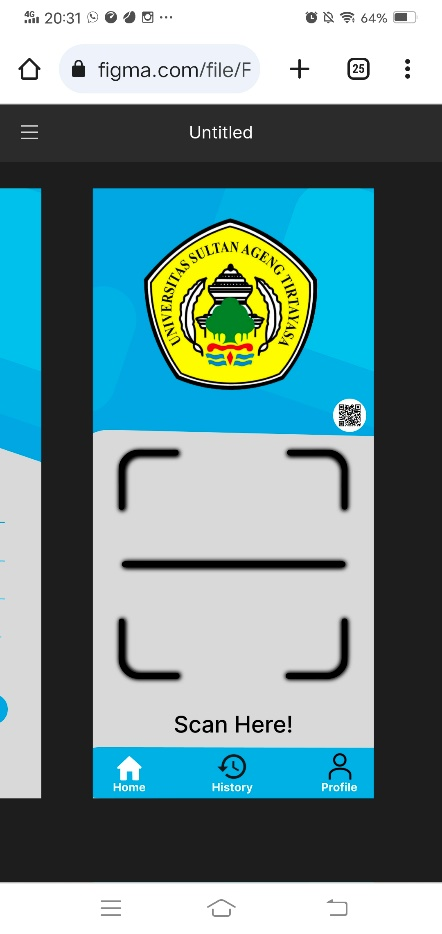 4G 20:31 64%
figma.com/file/F
25
Untitled
UNIVERSITAS SULTAN AGENG TIRTAYASA
Scan Here!
Home History Profile